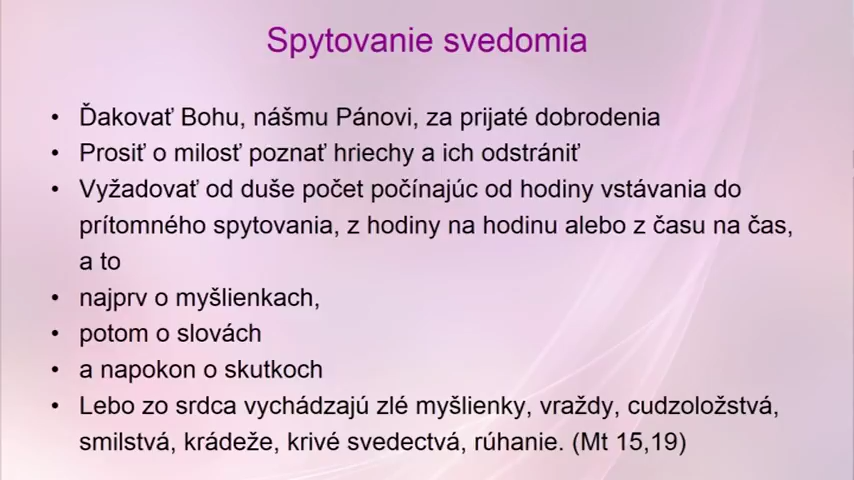 Spytovanie svedomia
• Ďakovať Bohu, nášmu Pánovi, za prijaté dobrodenia
• Prosiť o milosť poznať hriechy a ich odstrániť
• Vyžadovať od duše počet počínajúc od hodiny vstávania do
prítomného spytovania, z hodiny na hodinu alebo z času na čas,
a to
• najprv o myšlienkach,
• potom o slovách
• a napokon o skutkoch
• Lebo zo srdca vychádzajú zlé myšlienky, vraždy, cudzoložstvá,
smilstvá, krádeže, krivé svedectvá, rúhanie. (Mt 15,19)